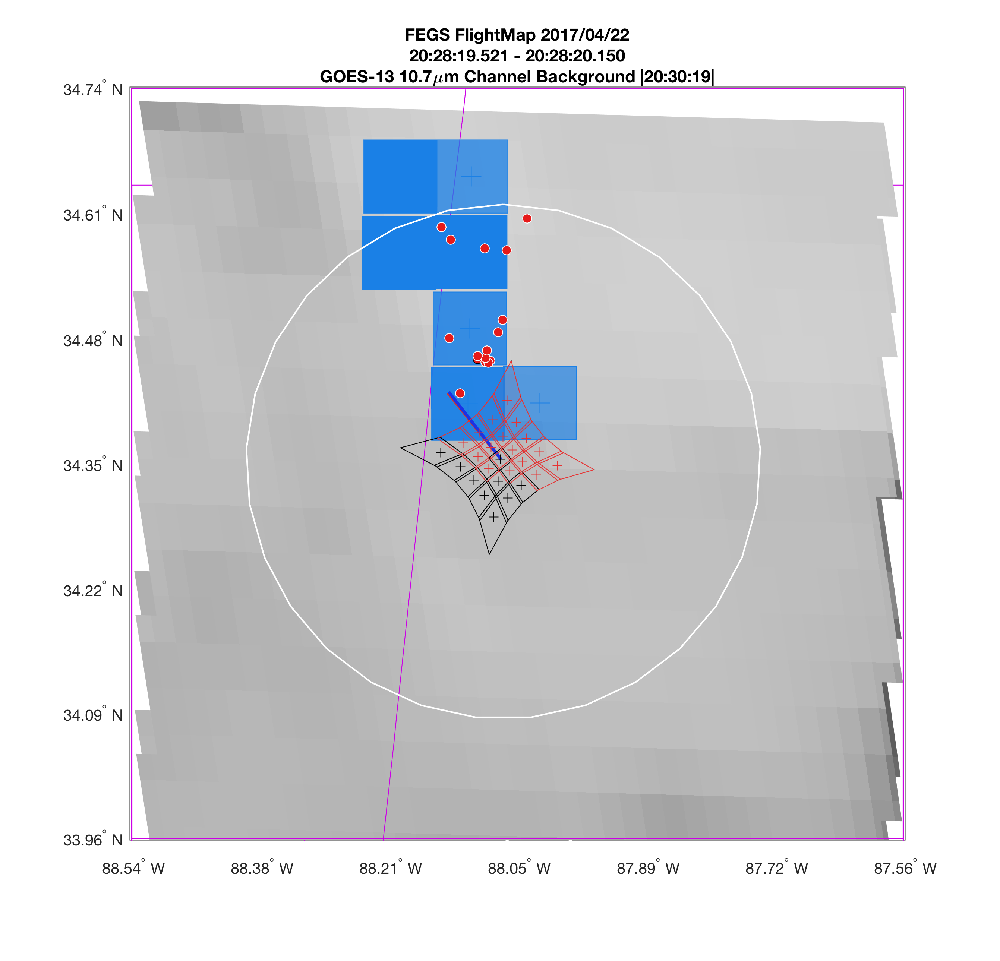 FEGS FlightMap 2017/04/22
20:28:19.521 - 20:28:20.150
GOES-13 10.7μm Channel Background |20:30:19|
34.74° N
34.61° N
34.48° N
34.35° N
34.22° N
34.09° N
33.96° N
88.54° W 88.38° W 88.21° W 88.05° W 87.89° W 87.72° W 87.56° W